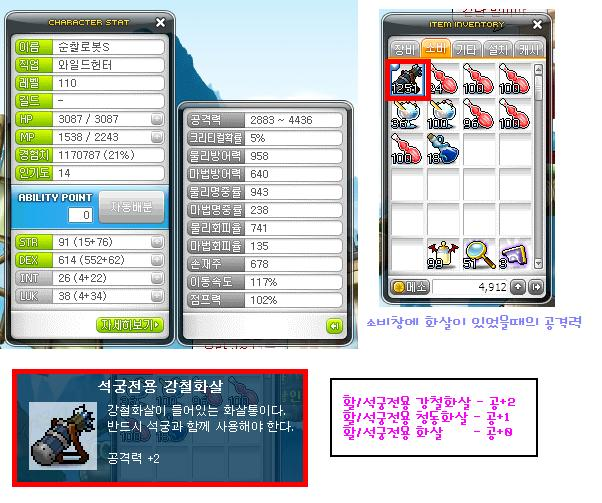 CHARACTER STAT
이름 순찰로봇S
직업 와일드헌터
레벨 110
길드 -
HP 3087 / 3087
MP 1538 / 2243
경험치 1170787 (21%)
인기도 14
ABILITY POINT
0 자동배분
STR 91 (15+76)
DEX 614 (552+62)
INT 26 (4+22)
LUK 38 (4+34)
자세히보기
공격력 2883 ~ 4436
크리티컬확률 5%
물리방어력 958
마법방어력 640
물리명중률 943
마법명중률 238
물리회피율 741
마법회피율 135
손재주 678
이동속도 117%
점프력 102%
ITEM INVENTORY
장비 소비 기타 설치 캐시
1251 24 100 100
36 100 96 100
100 18
99 51 3
메소 4,912
소비창에 화살이 있었을때의 공격력
석궁전용 강철화살
강철화살이 들어있는 화살통이다.
반드시 석궁과 함께 사용해야 한다.
공격력 +2
활/석궁전용 강철화살 - 공+2
활/석궁전용 청동화살 - 공+1
활/석궁전용 화살 - 공+0